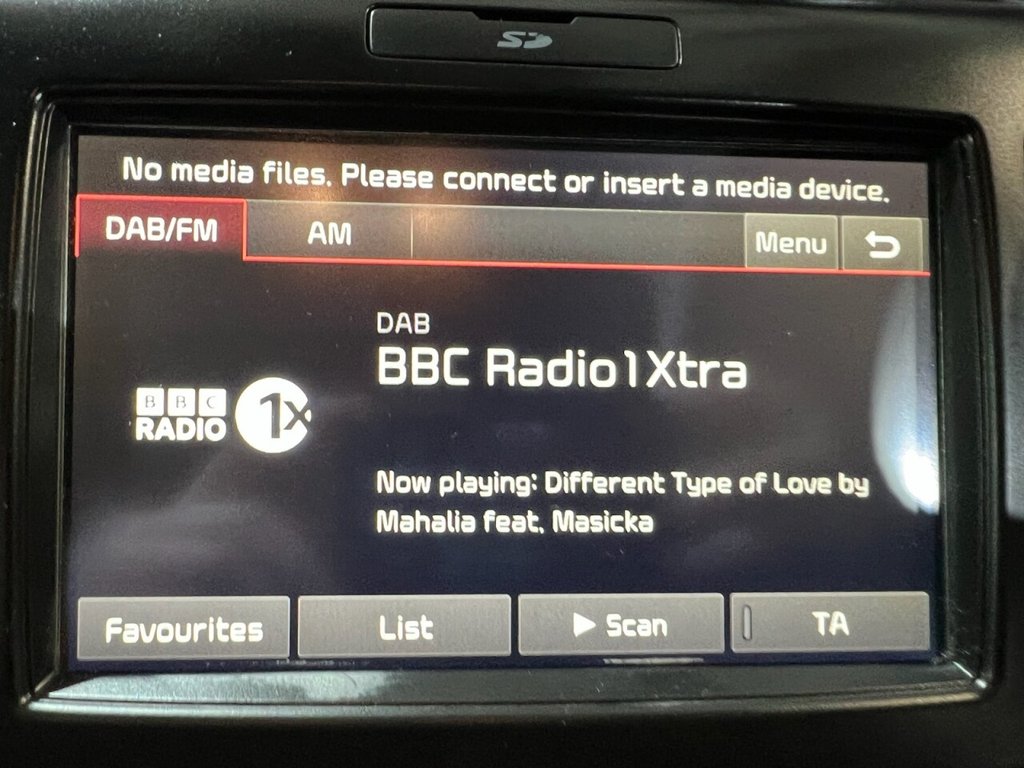 SD
No media files. Please connect or insert a media device.
DAB/FM AM Menu
DAB
BBC Radio1Xtra
BBC
RADIO 1X
Now playing: Different Type of Love by
Mahalia feat. Masicka
Favourites List Scan TA